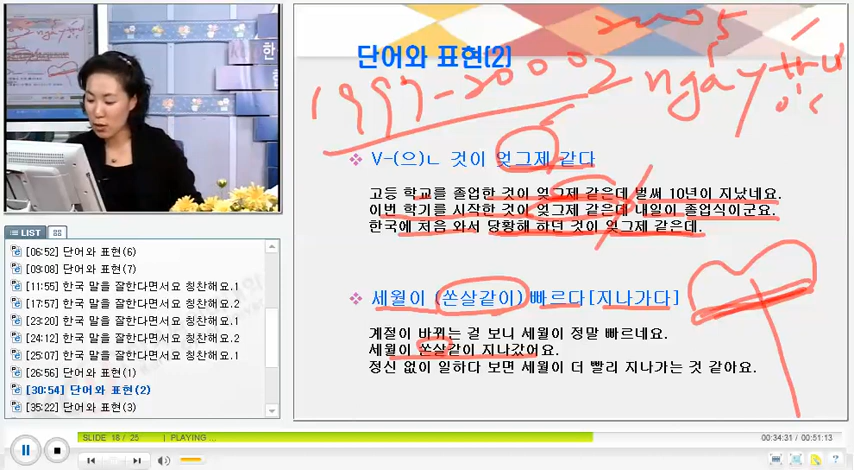 단어와 표현(2)
2005
1997-2000
2 ngày trước
V-(으)ㄴ 것이 엊그제 같다
고등 학교를 졸업한 것이 엊그제 같은데 벌써 10년이 지났네요.
이번 학기를 시작한 것이 엊그제 같은데 내일이 졸업식이군요.
한국에 처음 와서 당황해 하던 것이 엊그제 같은데.
세월이 (쏜살같이) 빠르다[지나가다]
계절이 바뀌는 걸 보니 세월이 정말 빠르네요.
세월이 쏜살같이 지나갔어요.
정신 없이 일하다 보면 세월이 더 빨리 지나가는 것 같아요.
LIST
[06:52] 단어와 표현(6)
[09:08] 단어와 표현(7)
[11:55] 한국 말을 잘한다면서요 칭찬해요.1
[17:57] 한국 말을 잘한다면서요 칭찬해요.2
[23:20] 한국 말을 잘한다면서요 칭찬해요.1
[24:12] 한국 말을 잘한다면서요 칭찬해요.2
[25:07] 한국 말을 잘한다면서요 칭찬해요.1
[26:56] 단어와 표현(1)
[30:54] 단어와 표현(2)
[35:22] 단어와 표현(3)
SLIDE 18 / 25 PLAYING ...
00:34:31 / 00:51:13